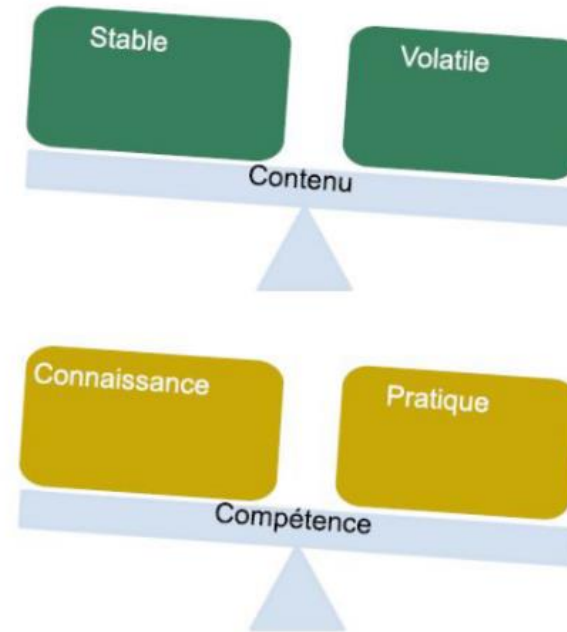 Stable
Volatile
Contenu
Connaissance
Pratique
Compétence